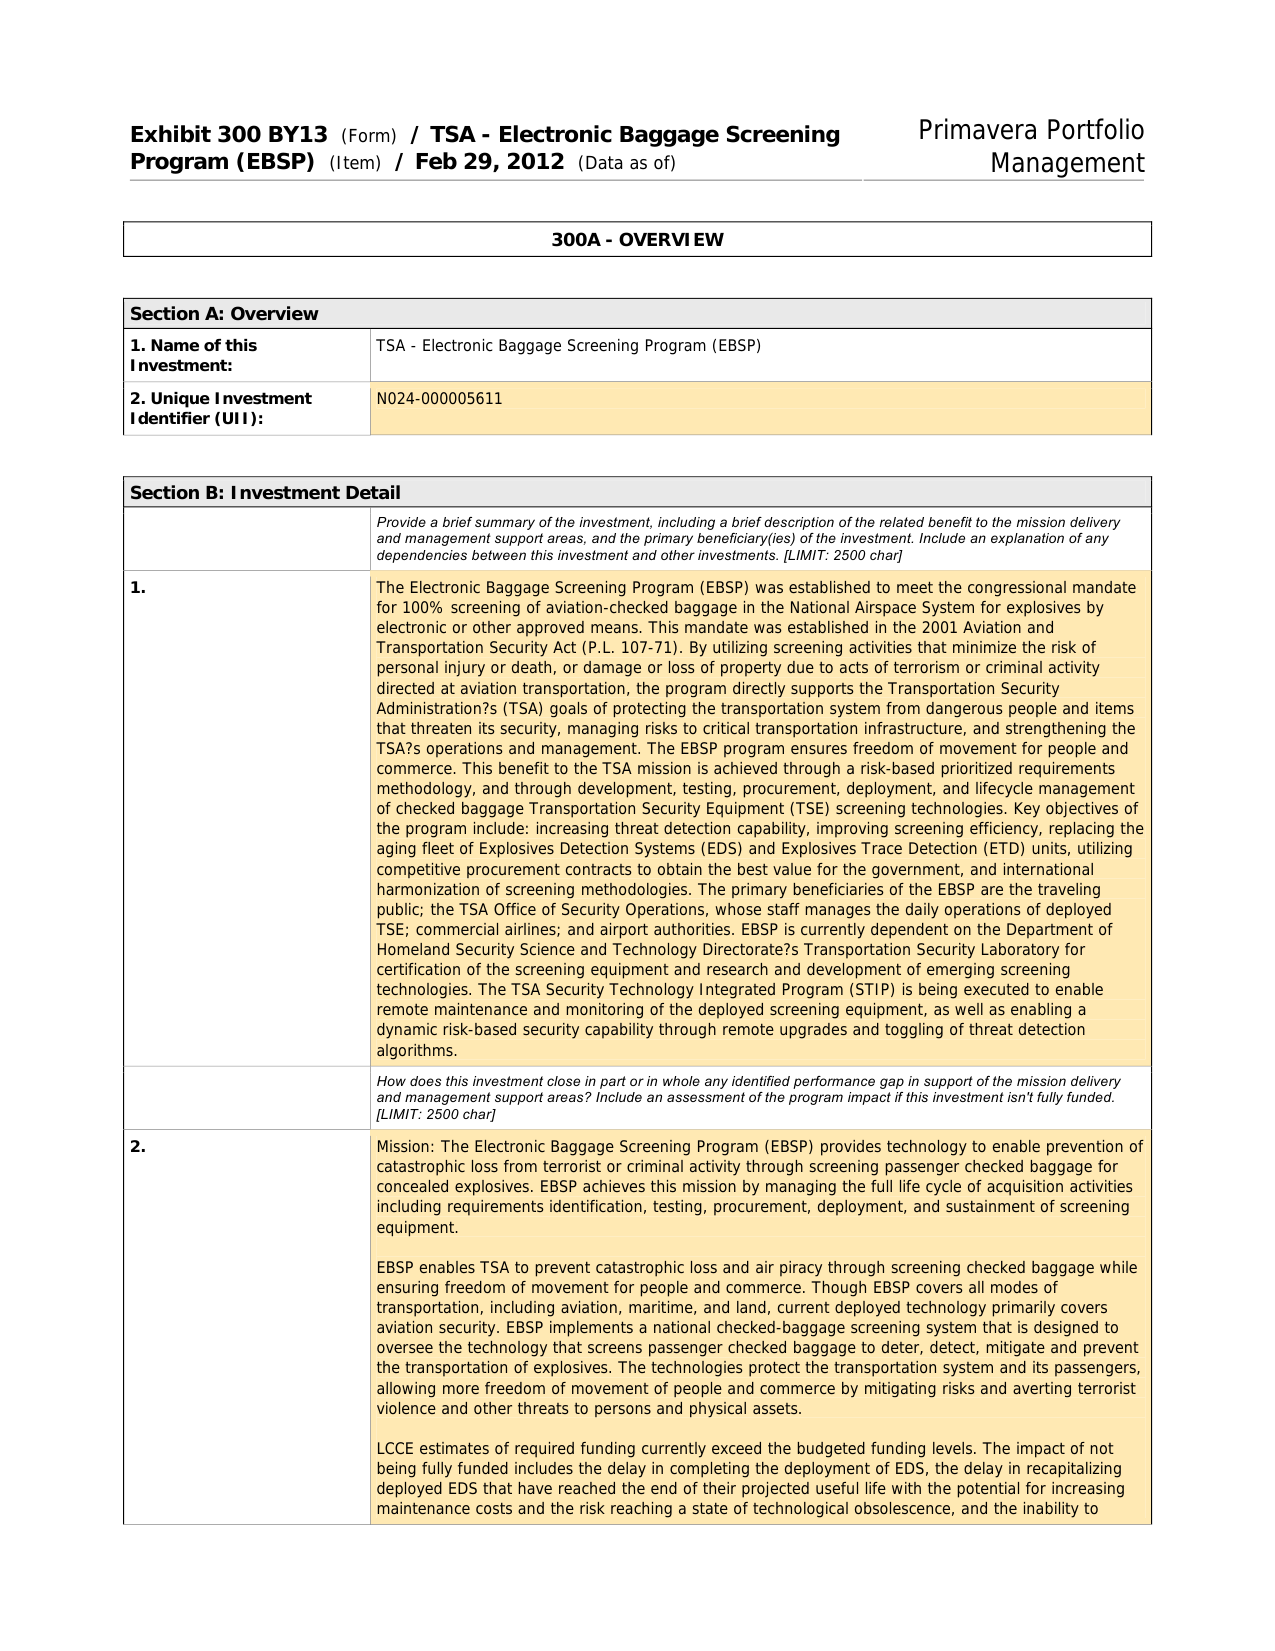 Exhibit 300 BY13 (Form) / TSA - Electronic Baggage Screening
Program (EBSP) (Item) / Feb 29, 2012 (Data as of)
Primavera Portfolio
Management
300A - OVERVIEW
Section A: Overview
1. Name of this
Investment:
TSA - Electronic Baggage Screening Program (EBSP)
2. Unique Investment
Identifier (UII):
N024-000005611
Section B: Investment Detail
Provide a brief summary of the investment, including a brief description of the related benefit to the mission delivery
and management support areas, and the primary beneficiary(ies) of the investment. Include an explanation of any
dependencies between this investment and other investments. [LIMIT: 2500 char]
1.
The Electronic Baggage Screening Program (EBSP) was established to meet the congressional mandate
for 100% screening of aviation-checked baggage in the National Airspace System for explosives by
electronic or other approved means. This mandate was established in the 2001 Aviation and
Transportation Security Act (P.L. 107-71). By utilizing screening activities that minimize the risk of
personal injury or death, or damage or loss of property due to acts of terrorism or criminal activity
directed at aviation transportation, the program directly supports the Transportation Security
Administration?s (TSA) goals of protecting the transportation system from dangerous people and items
that threaten its security, managing risks to critical transportation infrastructure, and strengthening the
TSA?s operations and management. The EBSP program ensures freedom of movement for people and
commerce. This benefit to the TSA mission is achieved through a risk-based prioritized requirements
methodology, and through development, testing, procurement, deployment, and lifecycle management
of checked baggage Transportation Security Equipment (TSE) screening technologies. Key objectives of
the program include: increasing threat detection capability, improving screening efficiency, replacing the
aging fleet of Explosives Detection Systems (EDS) and Explosives Trace Detection (ETD) units, utilizing
competitive procurement contracts to obtain the best value for the government, and international
harmonization of screening methodologies. The primary beneficiaries of the EBSP are the traveling
public; the TSA Office of Security Operations, whose staff manages the daily operations of deployed
TSE; commercial airlines; and airport authorities. EBSP is currently dependent on the Department of
Homeland Security Science and Technology Directorate?s Transportation Security Laboratory for
certification of the screening equipment and research and development of emerging screening
technologies. The TSA Security Technology Integrated Program (STIP) is being executed to enable
remote maintenance and monitoring of the deployed screening equipment, as well as enabling a
dynamic risk-based security capability through remote upgrades and toggling of threat detection
algorithms.
How does this investment close in part or in whole any identified performance gap in support of the mission delivery
and management support areas? Include an assessment of the program impact if this investment isn't fully funded.
[LIMIT: 2500 char]
2.
Mission: The Electronic Baggage Screening Program (EBSP) provides technology to enable prevention of
catastrophic loss from terrorist or criminal activity through screening passenger checked baggage for
concealed explosives. EBSP achieves this mission by managing the full life cycle of acquisition activities
including requirements identification, testing, procurement, deployment, and sustainment of screening
equipment.
EBSP enables TSA to prevent catastrophic loss and air piracy through screening checked baggage while
ensuring freedom of movement for people and commerce. Though EBSP covers all modes of
transportation, including aviation, maritime, and land, current deployed technology primarily covers
aviation security. EBSP implements a national checked-baggage screening system that is designed to
oversee the technology that screens passenger checked baggage to deter, detect, mitigate and prevent
the transportation of explosives. The technologies protect the transportation system and its passengers,
allowing more freedom of movement of people and commerce by mitigating risks and averting terrorist
violence and other threats to persons and physical assets.
LCCE estimates of required funding currently exceed the budgeted funding levels. The impact of not
being fully funded includes the delay in completing the deployment of EDS, the delay in recapitalizing
deployed EDS that have reached the end of their projected useful life with the potential for increasing
maintenance costs and the risk reaching a state of technological obsolescence, and the inability to